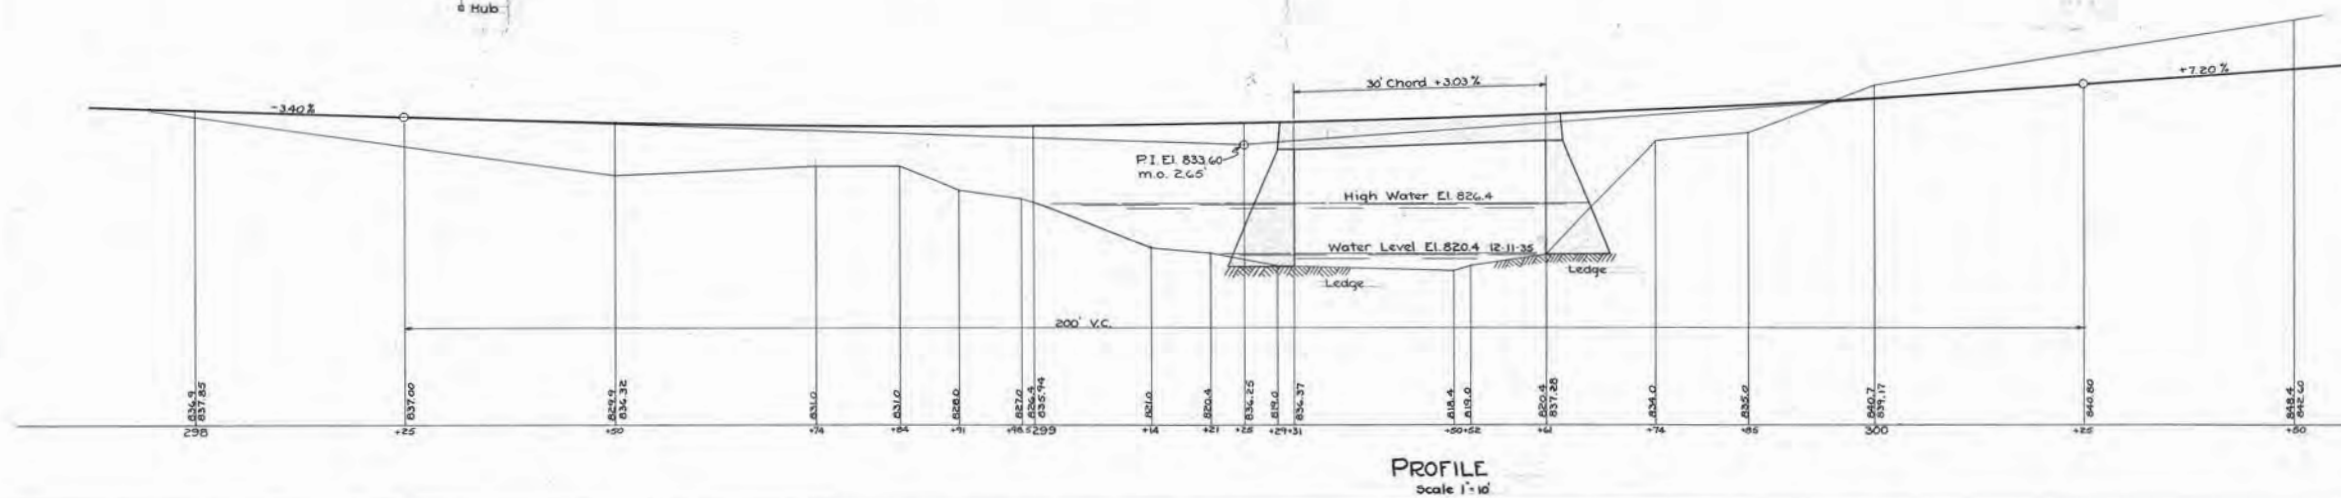 Hub
30' Chord +3.03%
+7.20%
-3.40%
P.I. El. 833.60
m.o. 2.65'
High Water El. 826.4
Water Level El. 820.4 12-11-35
Ledge
Ledge
200' V.C.
836.9
837.85
837.00
829.9
836.32
831.0
831.0
828.0
827.0
826.4
835.94
821.0
820.4
836.25
819.0
836.37
818.4
819.0
820.4
837.28
834.0
835.0
840.7
839.17
840.80
848.4
842.60
298 +25 +50 +74 +84 +91 +98.5 299 +14 +21 +25 +29 +31 +50 +52 +61 +74 +85 300 +25 +50
PROFILE
Scale 1"=10'